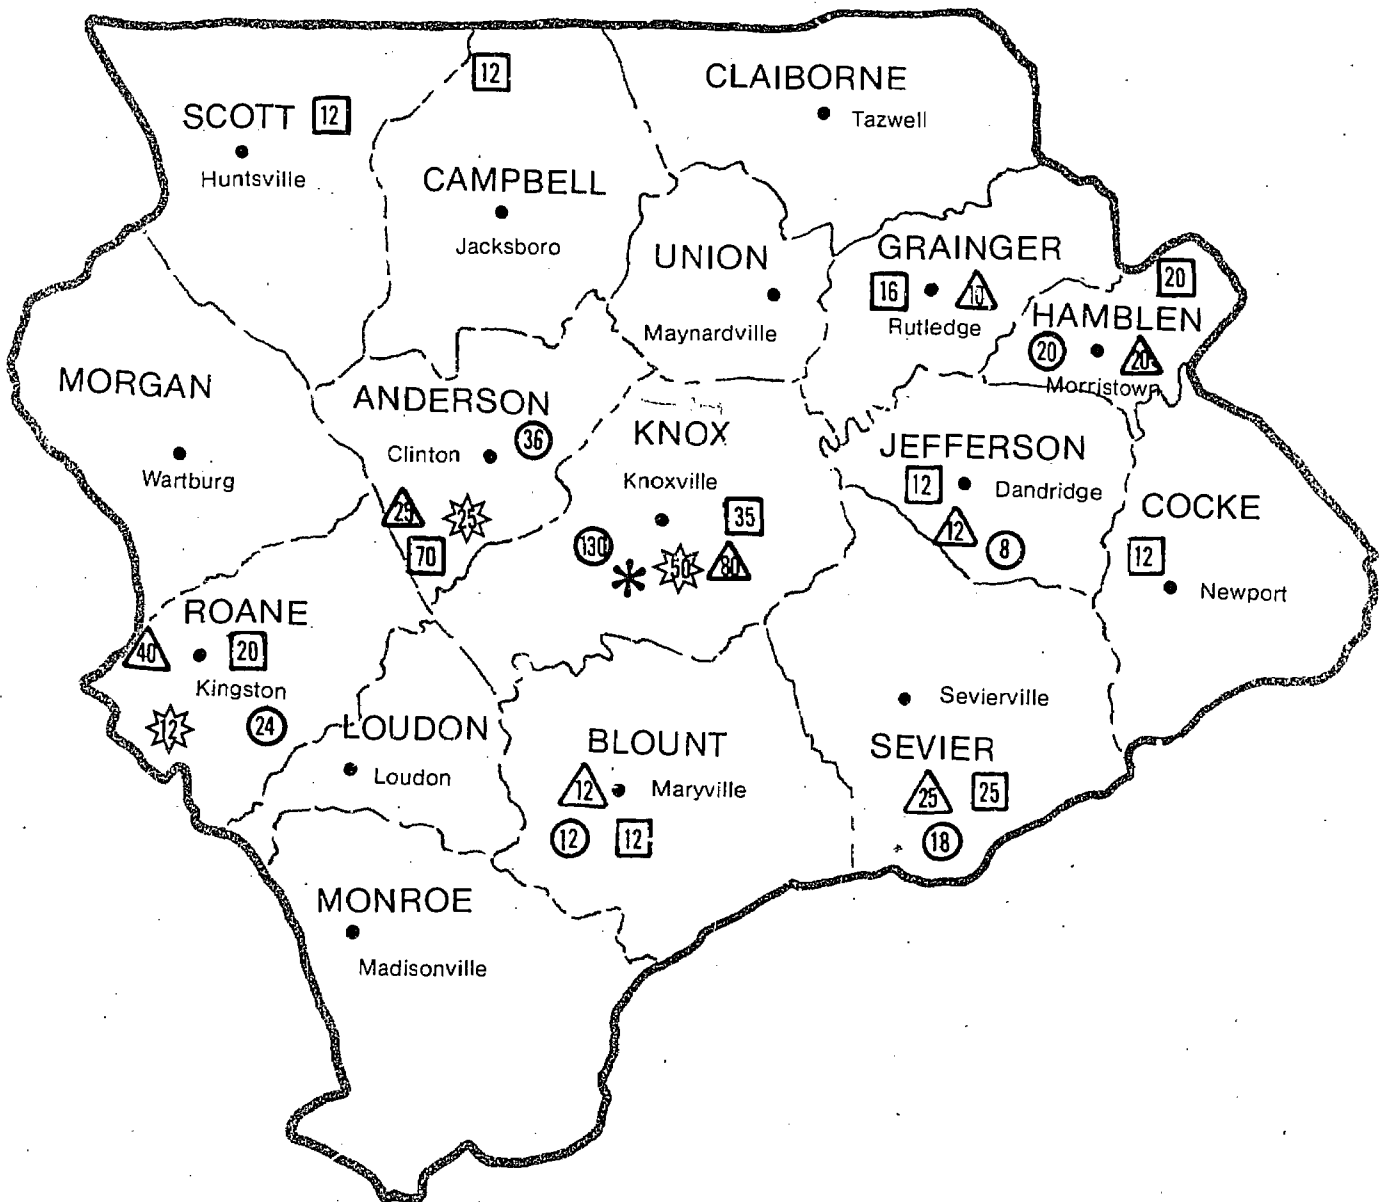 12
CLAIBORNE
Tazwell
SCOTT 12
Huntsville
CAMPBELL
Jacksboro
UNION
Maynardville
GRAINGER
16 10
Rutledge
20
HAMBLEN
20 20
Morristown
MORGAN
Wartburg
ANDERSON
36
Clinton
25 25
70
KNOX
Knoxville
35
130 50 80
JEFFERSON
12 Dandridge
12 8
COCKE
12
Newport
ROANE
40 20
Kingston
12 24
LOUDON
Loudon
BLOUNT
12 Maryville
12 12
Sevierville
SEVIER
25 25
18
MONROE
Madisonville